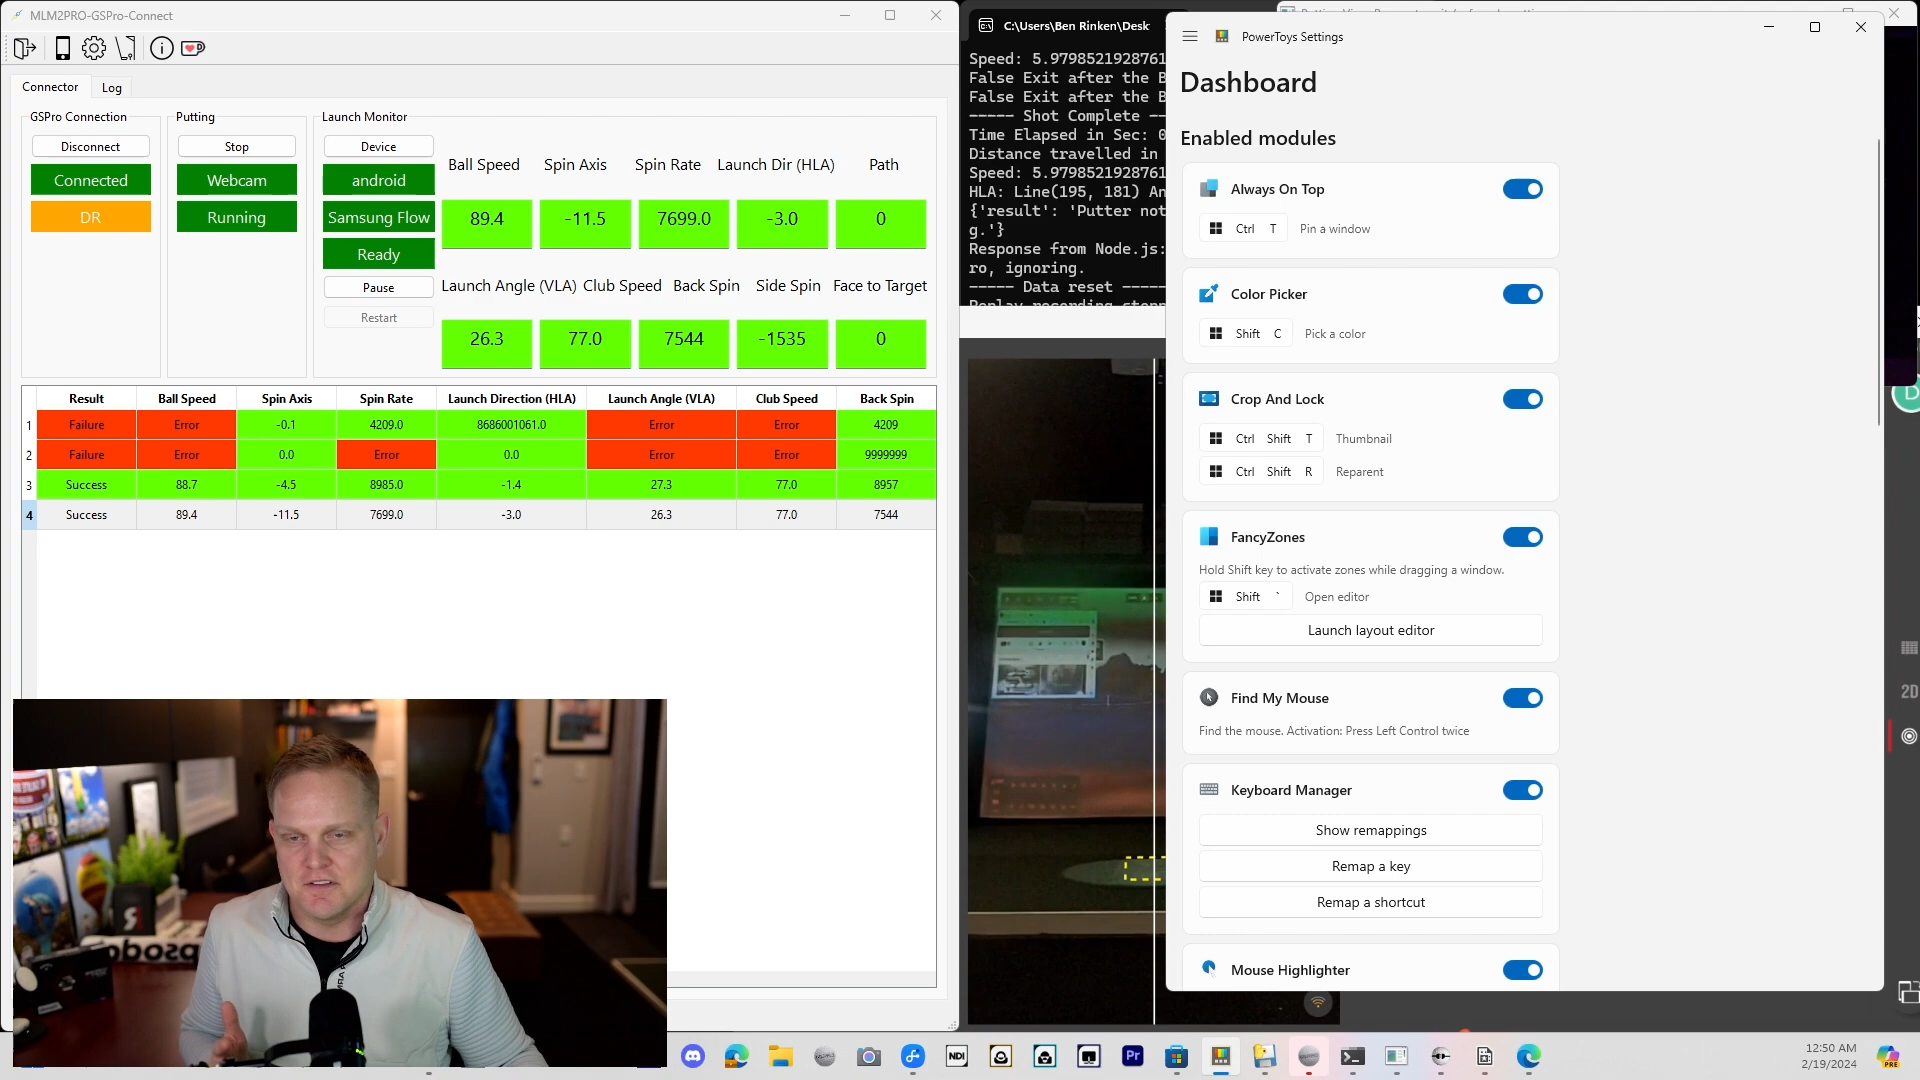 MLM2PRO-GSPro-Connect
Connector
Log
GSPro Connection
Disconnect
Connected
DR
Putting
Stop
Webcam
Running
Launch Monitor
Device
android
Samsung Flow
Ready
Pause
Restart
Ball Speed Spin Axis Spin Rate Launch Dir (HLA) Path
89.4 -11.5 7699.0 -3.0 0
Launch Angle (VLA) Club Speed Back Spin Side Spin Face to Target
26.3 77.0 7544 -1535 0
Result Ball Speed Spin Axis Spin Rate Launch Direction (HLA) Launch Angle (VLA) Club Speed Back Spin
1 Failure Error -0.1 4209.0 8686001061.0 Error Error 4209
2 Failure Error 0.0 Error 0.0 Error Error 9999999
3 Success 88.7 -4.5 8985.0 -1.4 27.3 77.0 8957
4 Success 89.4 -11.5 7699.0 -3.0 26.3 77.0 7544
C:\Users\Ben Rinken\Desk
Speed: 5.9798521928761
False Exit after the B
False Exit after the B
----- Shot Complete --
Time Elapsed in Sec: 0
Distance travelled in
Speed: 5.9798521928761
HLA: Line(195, 181) An
{'result': 'Putter not
g.'}
Response from Node.js:
ro, ignoring.
----- Data reset -----
PowerToys Settings
Dashboard
Enabled modules
Always On Top
Ctrl T Pin a window
Color Picker
Shift C Pick a color
Crop And Lock
Ctrl Shift T Thumbnail
Ctrl Shift R Reparent
FancyZones
Hold Shift key to activate zones while dragging a window.
Shift ` Open editor
Launch layout editor
Find My Mouse
Find the mouse. Activation: Press Left Control twice
Keyboard Manager
Show remappings
Remap a key
Remap a shortcut
Mouse Highlighter
2D
NDI
Pr
12:50 AM
2/19/2024
PRE